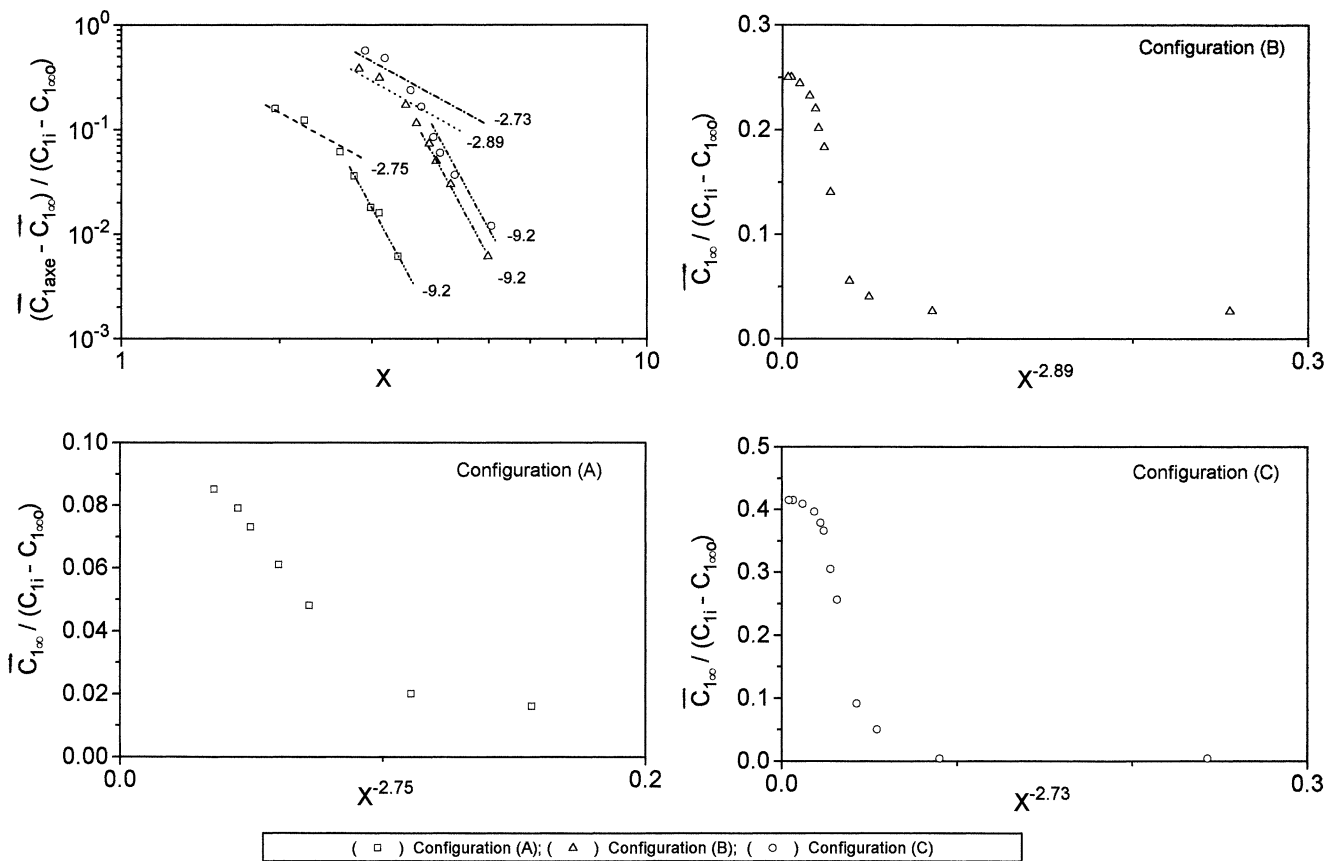 10⁰
10⁻¹
10⁻²
10⁻³
(C̅1axe - C̅1∞) / (C1i - C1∞0)
-2.73
-2.89
-2.75
-9.2
-9.2
-9.2
1
10
X
Configuration (B)
0.3
0.2
0.1
0.0
C̅1∞ / (C1i - C1∞0)
0.0
0.3
X-2.89
Configuration (A)
0.10
0.08
0.06
0.04
0.02
0.00
C̅1∞ / (C1i - C1∞0)
0.0
0.2
X-2.75
Configuration (C)
0.5
0.4
0.3
0.2
0.1
0.0
C̅1∞ / (C1i - C1∞0)
0.0
0.3
X-2.73
( □ ) Configuration (A); ( △ ) Configuration (B); ( ○ ) Configuration (C)